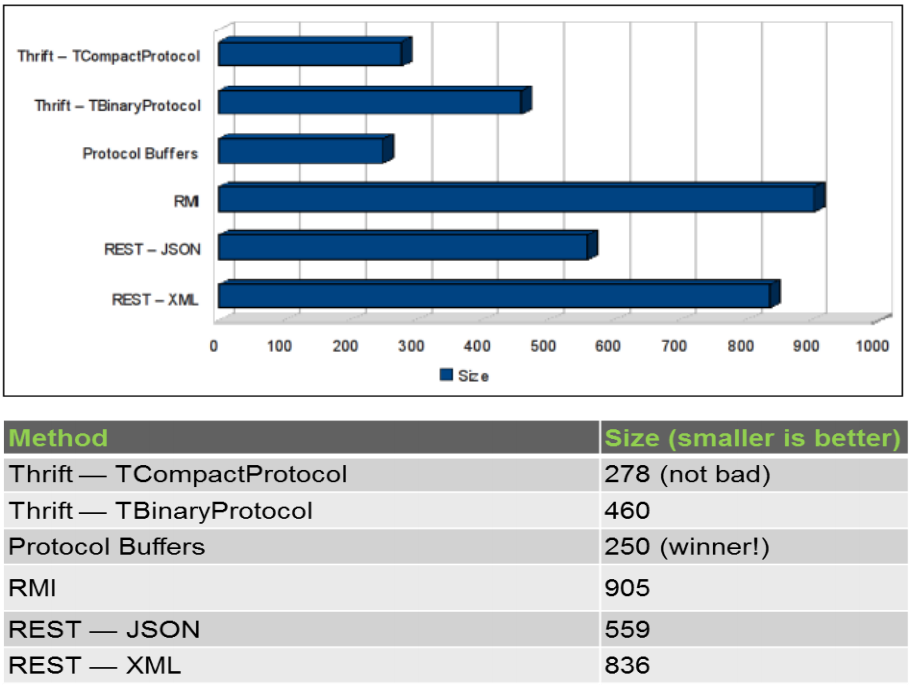 Thrift – TCompactProtocol
Thrift – TBinaryProtocol
Protocol Buffers
RMI
REST – JSON
REST – XML
0 100 200 300 400 500 600 700 800 900 1000
Size
Method Size (smaller is better)
Thrift — TCompactProtocol 278 (not bad)
Thrift — TBinaryProtocol 460
Protocol Buffers 250 (winner!)
RMI 905
REST — JSON 559
REST — XML 836